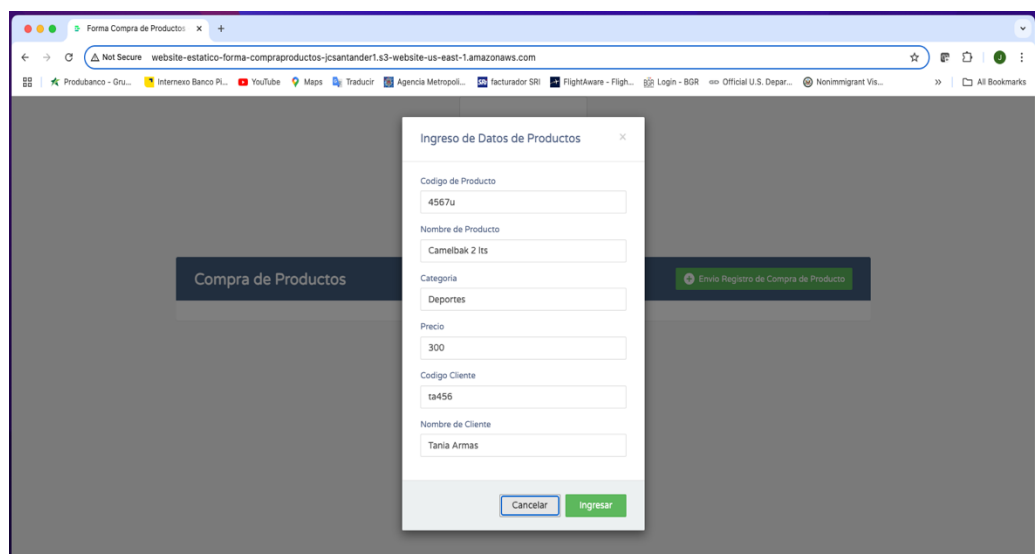 Forma Compra de Productos
Not Secure website-estatico-forma-compraproductos-jcsantander1.s3-website-us-east-1.amazonaws.com
Produbanco - Gru... Internexo Banco Pi... YouTube Maps Traducir Agencia Metropoli... SRi facturador SRI FlightAware - Fligh... Login - BGR Official U.S. Depar... Nonimmigrant Vis... All Bookmarks
Ingreso de Datos de Productos
Codigo de Producto
4567u
Nombre de Producto
Camelbak 2 lts
Compra de Productos
Envio Registro de Compra de Producto
Categoria
Deportes
Precio
300
Codigo Cliente
ta456
Nombre de Cliente
Tania Armas
Cancelar Ingresar